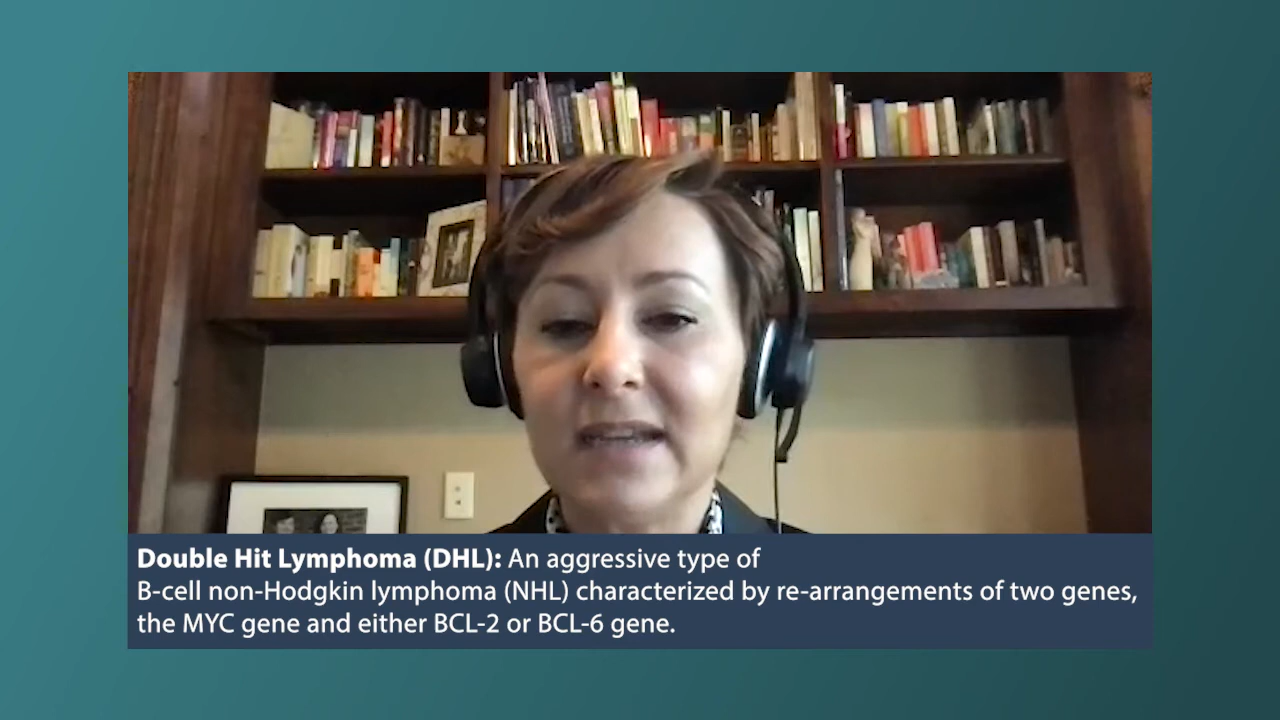 Double Hit Lymphoma (DHL): An aggressive type of
B-cell non-Hodgkin lymphoma (NHL) characterized by re-arrangements of two genes,
the MYC gene and either BCL-2 or BCL-6 gene.